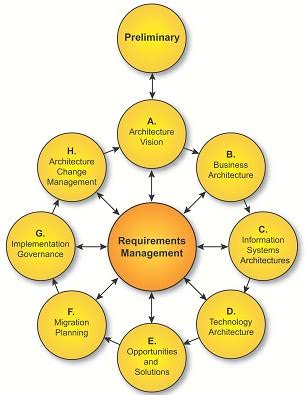 Preliminary
A.
Architecture
Vision
B.
Business
Architecture
C.
Information
Systems
Architectures
D.
Technology
Architecture
E.
Opportunities
and
Solutions
F.
Migration
Planning
G.
Implementation
Governance
H.
Architecture
Change
Management
Requirements
Management